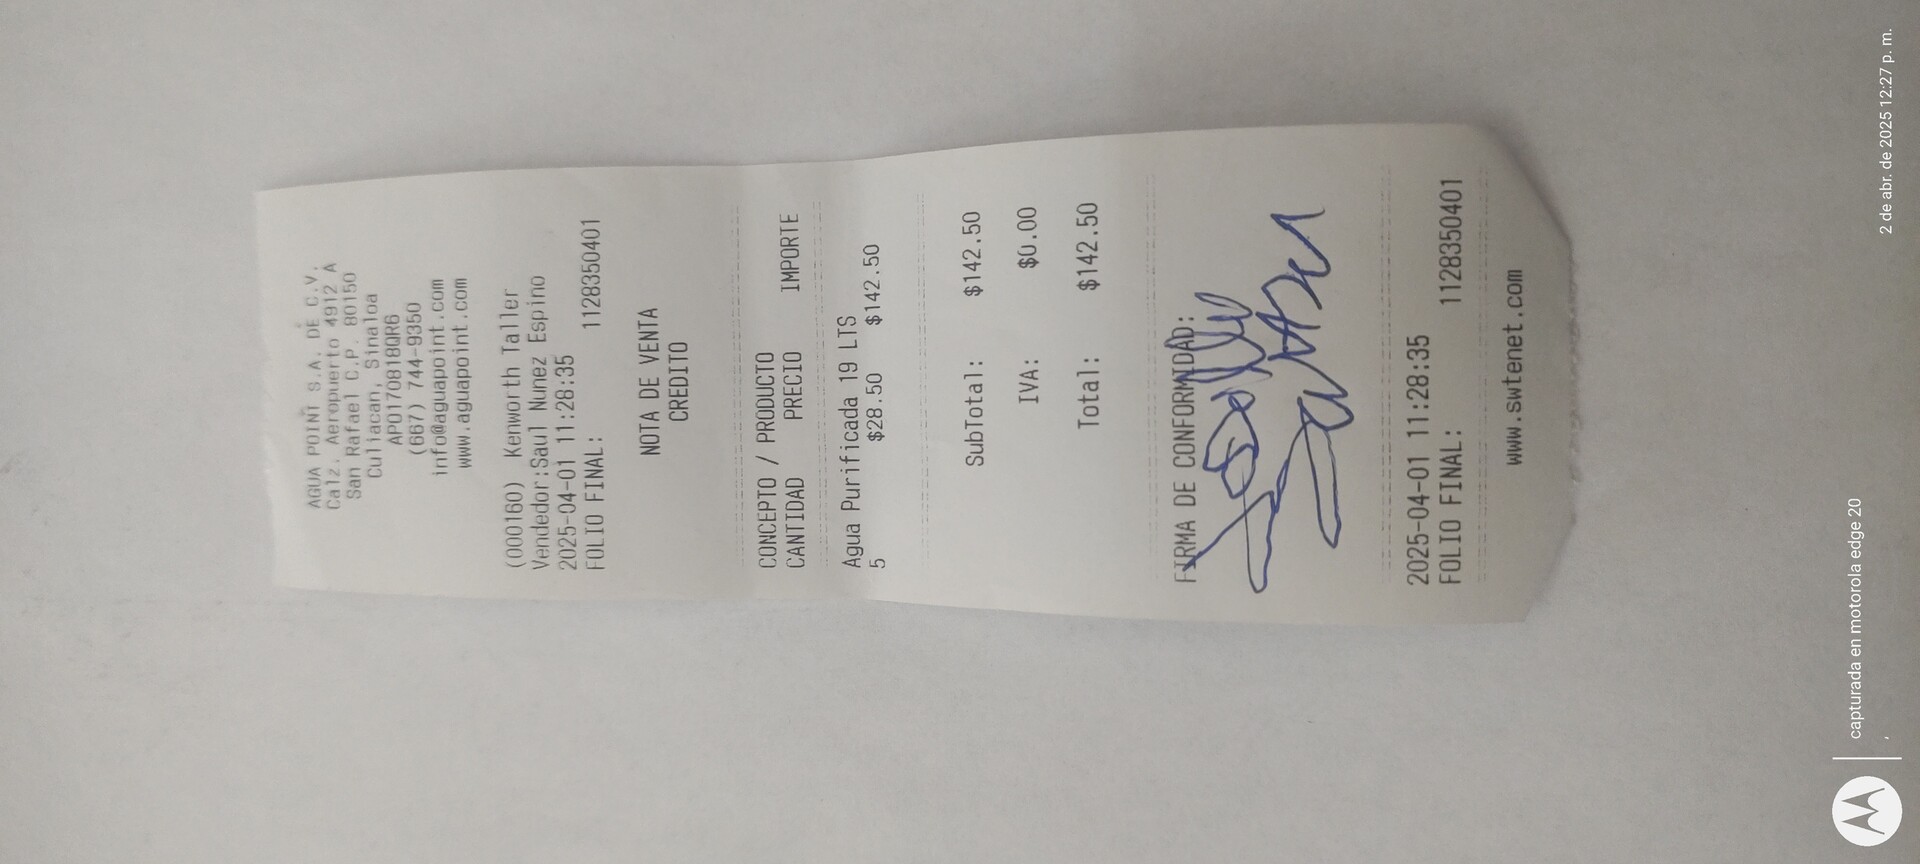 AGUA POINT S.A. DE C.V.
Calz. Aeropuerto 4912 A
San Rafael C.P. 80150
Culiacan, Sinaloa
APO170818QR6
(667) 744-9350
info@aguapoint.com
www.aguapoint.com
(000160) Kenworth Taller
Vendedor:Saul Nunez Espino
2025-04-01 11:28:35
FOLIO FINAL: 1128350401
NOTA DE VENTA
CREDITO
CONCEPTO / PRODUCTO
CANTIDAD PRECIO IMPORTE
Agua Purificada 19 LTS
5 $28.50 $142.50
SubTotal: $142.50
IVA: $0.00
Total: $142.50
FIRMA DE CONFORMIDAD:
2025-04-01 11:28:35
FOLIO FINAL: 1128350401
www.swtenet.com
capturada en motorola edge 20
2 de abr. de 2025 12:27 p. m.